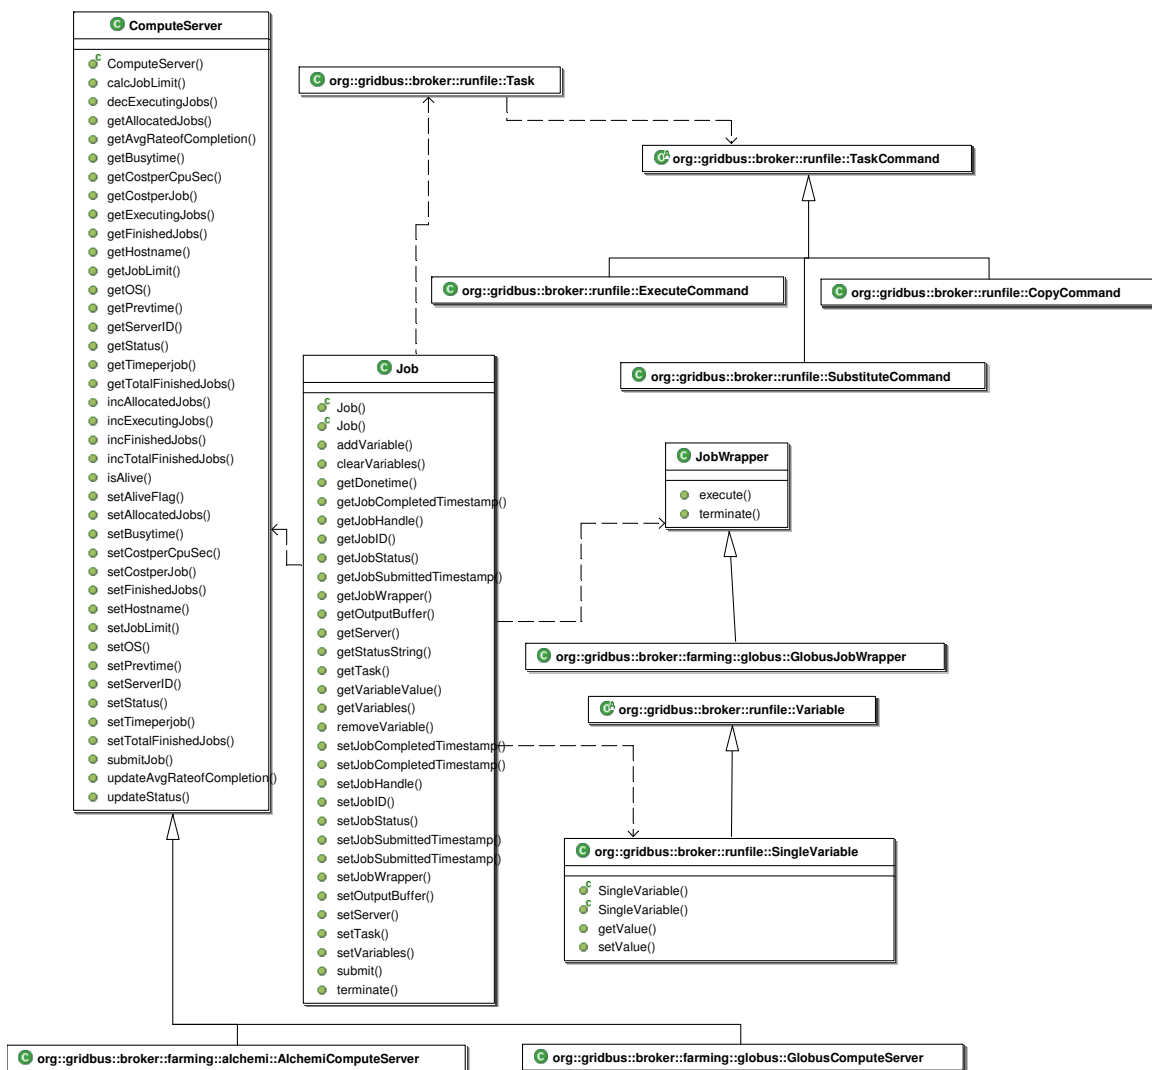 ComputeServer
ComputeServer()
calcJobLimit()
decExecutingJobs()
getAllocatedJobs()
getAvgRateofCompletion()
getBusytime()
getCostperCpuSec()
getCostperJob()
getExecutingJobs()
getFinishedJobs()
getHostname()
getJobLimit()
getOS()
getPrevtime()
getServerID()
getStatus()
getTimeperjob()
getTotalFinishedJobs()
incAllocatedJobs()
incExecutingJobs()
incFinishedJobs()
incTotalFinishedJobs()
isAlive()
setAliveFlag()
setAllocatedJobs()
setBusytime()
setCostperCpuSec()
setCostperJob()
setFinishedJobs()
setHostname()
setJobLimit()
setOS()
setPrevtime()
setServerID()
setStatus()
setTimeperjob()
setTotalFinishedJobs()
submitJob()
updateAvgRateofCompletion()
updateStatus()
org::gridbus::broker::runfile::Task
org::gridbus::broker::runfile::TaskCommand
org::gridbus::broker::runfile::ExecuteCommand
org::gridbus::broker::runfile::CopyCommand
org::gridbus::broker::runfile::SubstituteCommand
Job
Job()
Job()
addVariable()
clearVariables()
getDonetime()
getJobCompletedTimestamp()
getJobHandle()
getJobID()
getJobStatus()
getJobSubmittedTimestamp()
getJobWrapper()
getOutputBuffer()
getServer()
getStatusString()
getTask()
getVariableValue()
getVariables()
removeVariable()
setJobCompletedTimestamp()
setJobCompletedTimestamp()
setJobHandle()
setJobID()
setJobStatus()
setJobSubmittedTimestamp()
setJobSubmittedTimestamp()
setJobWrapper()
setOutputBuffer()
setServer()
setTask()
setVariables()
submit()
terminate()
JobWrapper
execute()
terminate()
org::gridbus::broker::farming::globus::GlobusJobWrapper
org::gridbus::broker::runfile::Variable
org::gridbus::broker::runfile::SingleVariable
SingleVariable()
SingleVariable()
getValue()
setValue()
org::gridbus::broker::farming::alchemi::AlchemiComputeServer
org::gridbus::broker::farming::globus::GlobusComputeServer